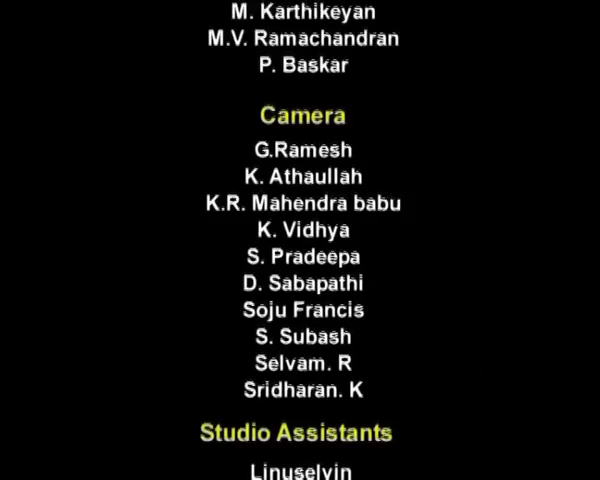 M. Karthikeyan
M.V. Ramachandran
P. Baskar
Camera
G.Ramesh
K. Athaullah
K.R. Mahendra babu
K. Vidhya
S. Pradeepa
D. Sabapathi
Soju Francis
S. Subash
Selvam. R
Sridharan. K
Studio Assistants
Linuselvin